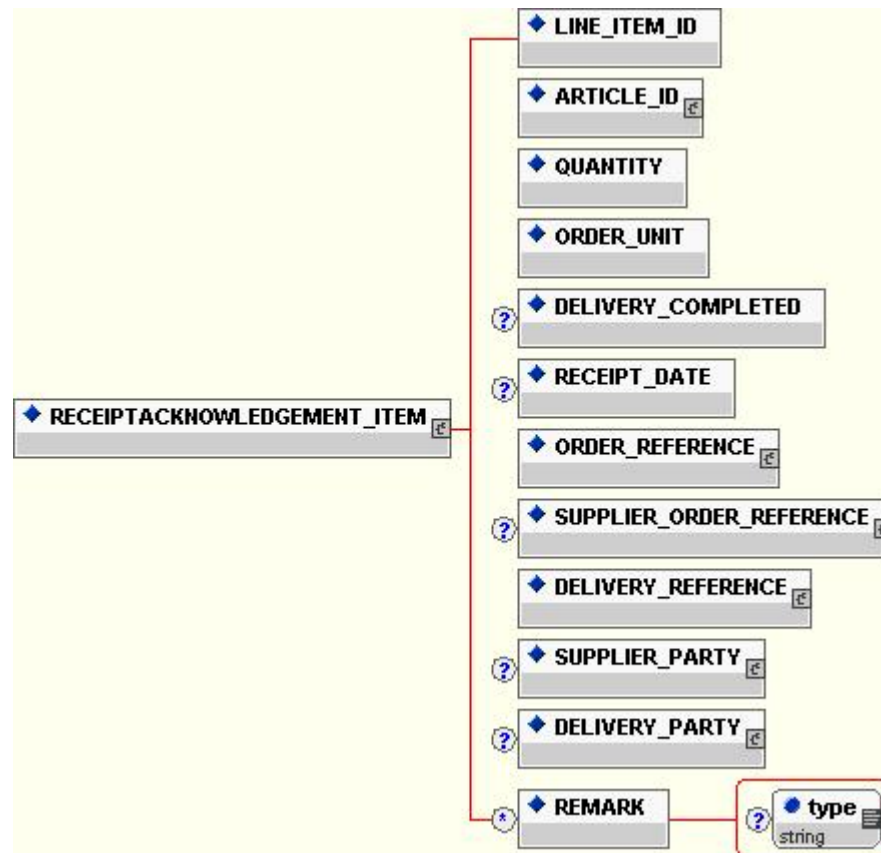 LINE_ITEM_ID
ARTICLE_ID
QUANTITY
ORDER_UNIT
? DELIVERY_COMPLETED
? RECEIPT_DATE
RECEIPTACKNOWLEDGEMENT_ITEM
ORDER_REFERENCE
? SUPPLIER_ORDER_REFERENCE
DELIVERY_REFERENCE
? SUPPLIER_PARTY
? DELIVERY_PARTY
* REMARK ? type
string